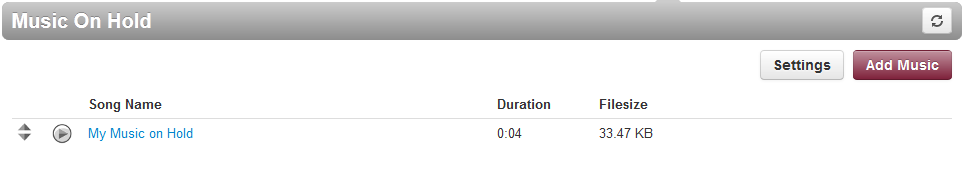 Music On Hold
Settings Add Music
Song Name Duration Filesize
My Music on Hold 0:04 33.47 KB